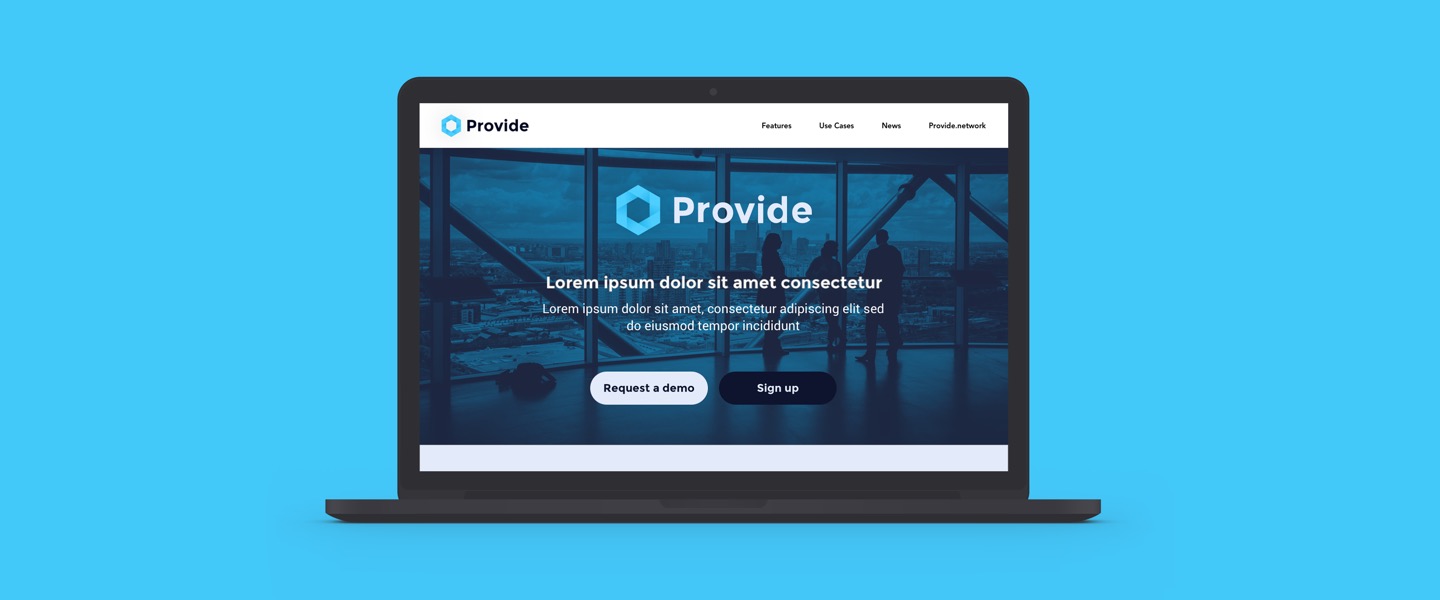 Provide
Features
Use Cases
News
Provide.network
Provide
Lorem ipsum dolor sit amet consectetur
Lorem ipsum dolor sit amet, consectetur adipiscing elit sed
do eiusmod tempor incididunt
Request a demo
Sign up